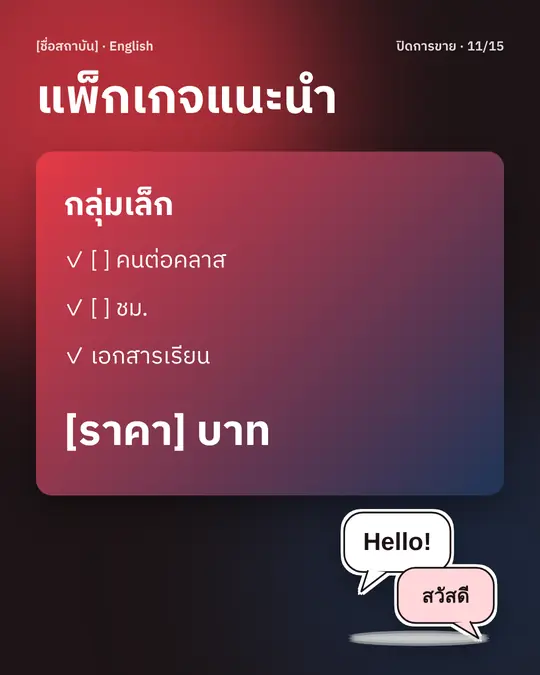 [ชื่อสถาบัน] · English
ปิดการขาย · 11/15
แพ็กเกจแนะนำ
กลุ่มเล็ก
✓ [ ] คนต่อคลาส
✓ [ ] ชม.
✓ เอกสารเรียน
[ราคา] บาท
Hello!
สวัสดี